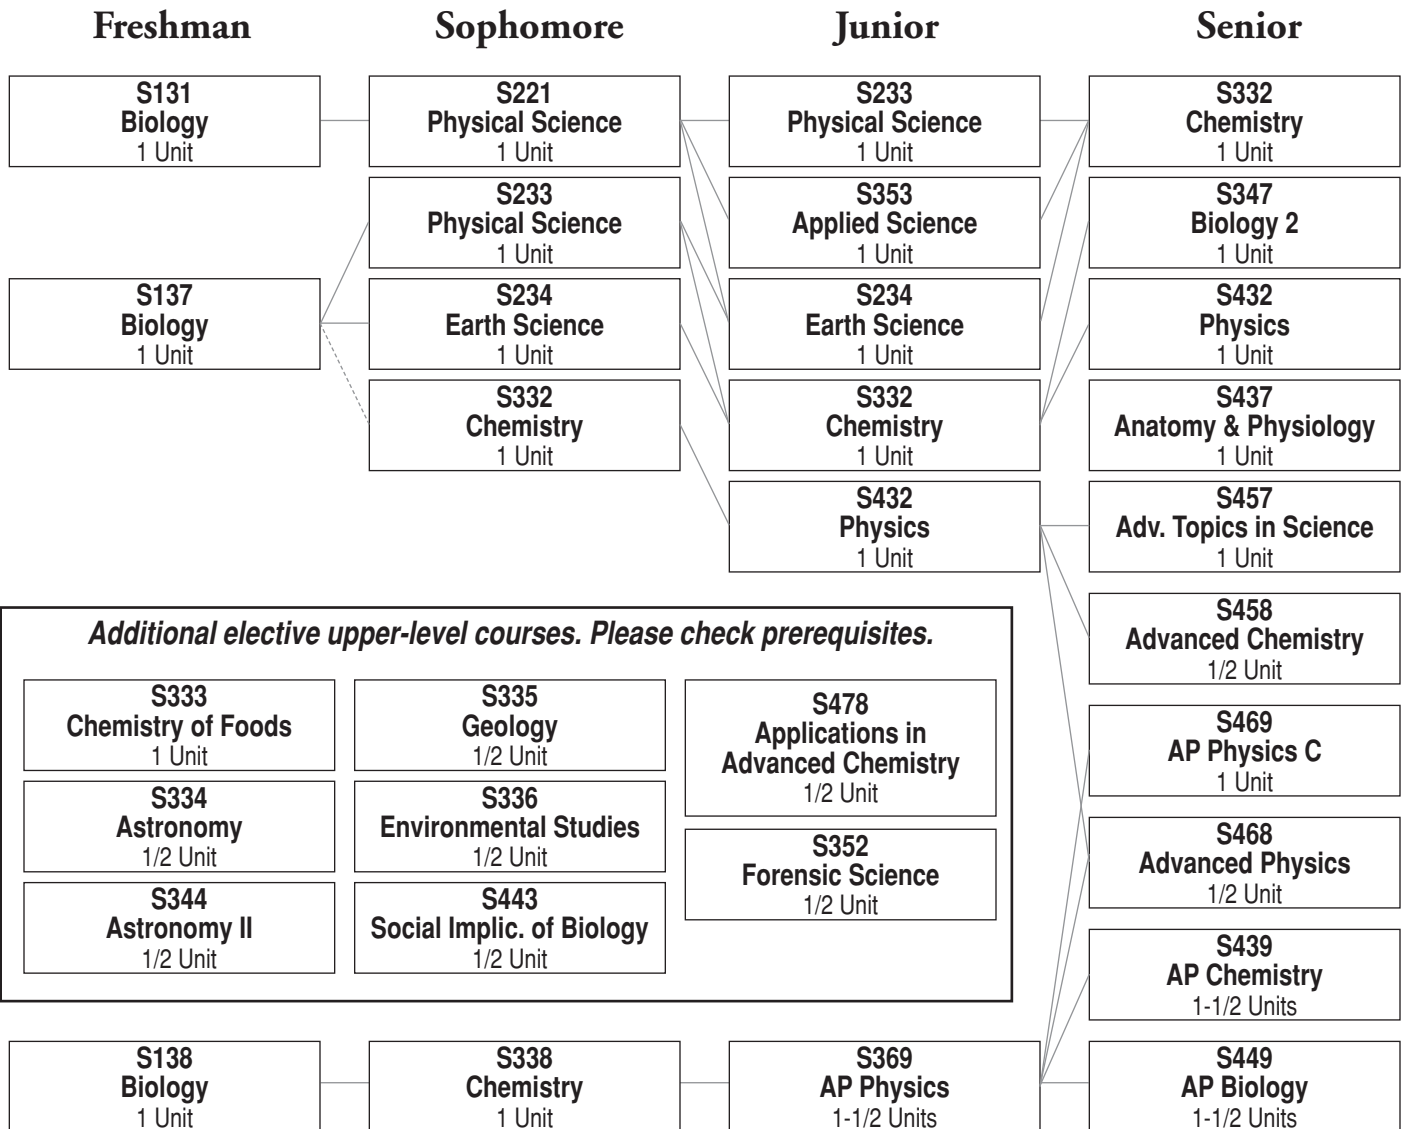 Freshman
Sophomore
Junior
Senior
S131
Biology
1 Unit
S221
Physical Science
1 Unit
S233
Physical Science
1 Unit
S332
Chemistry
1 Unit
S233
Physical Science
1 Unit
S353
Applied Science
1 Unit
S347
Biology 2
1 Unit
S137
Biology
1 Unit
S234
Earth Science
1 Unit
S234
Earth Science
1 Unit
S432
Physics
1 Unit
S332
Chemistry
1 Unit
S332
Chemistry
1 Unit
S437
Anatomy & Physiology
1 Unit
S432
Physics
1 Unit
S457
Adv. Topics in Science
1 Unit
S458
Advanced Chemistry
1/2 Unit
S469
AP Physics C
1 Unit
S468
Advanced Physics
1/2 Unit
S439
AP Chemistry
1-1/2 Units
Additional elective upper-level courses. Please check prerequisites.
S333
Chemistry of Foods
1 Unit
S335
Geology
1/2 Unit
S478
Applications in
Advanced Chemistry
1/2 Unit
S334
Astronomy
1/2 Unit
S336
Environmental Studies
1/2 Unit
S352
Forensic Science
1/2 Unit
S344
Astronomy II
1/2 Unit
S443
Social Implic. of Biology
1/2 Unit
S138
Biology
1 Unit
S338
Chemistry
1 Unit
S369
AP Physics
1-1/2 Units
S449
AP Biology
1-1/2 Units